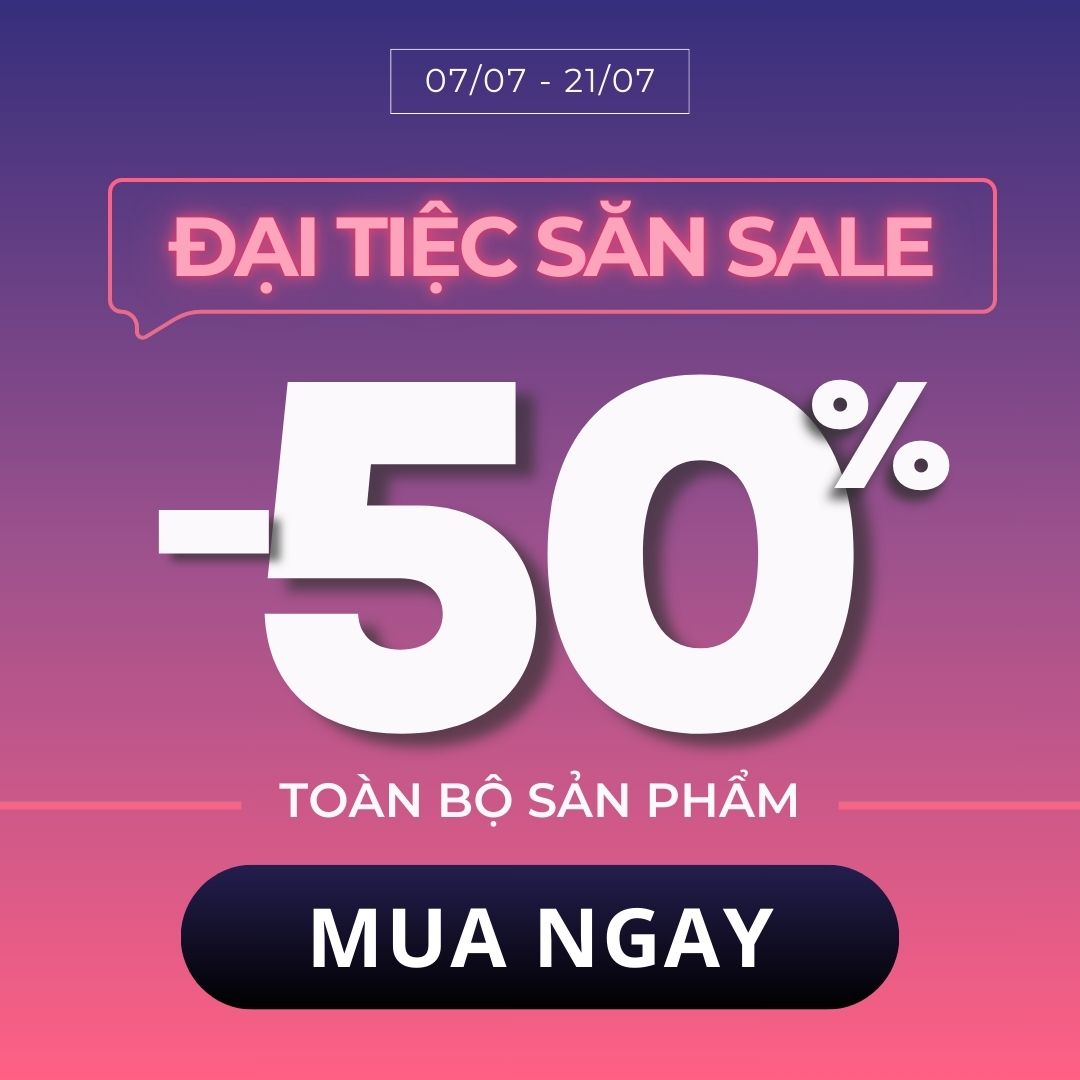 07/07 - 21/07
ĐẠI TIỆC SĂN SALE
-50%
TOÀN BỘ SẢN PHẨM
MUA NGAY